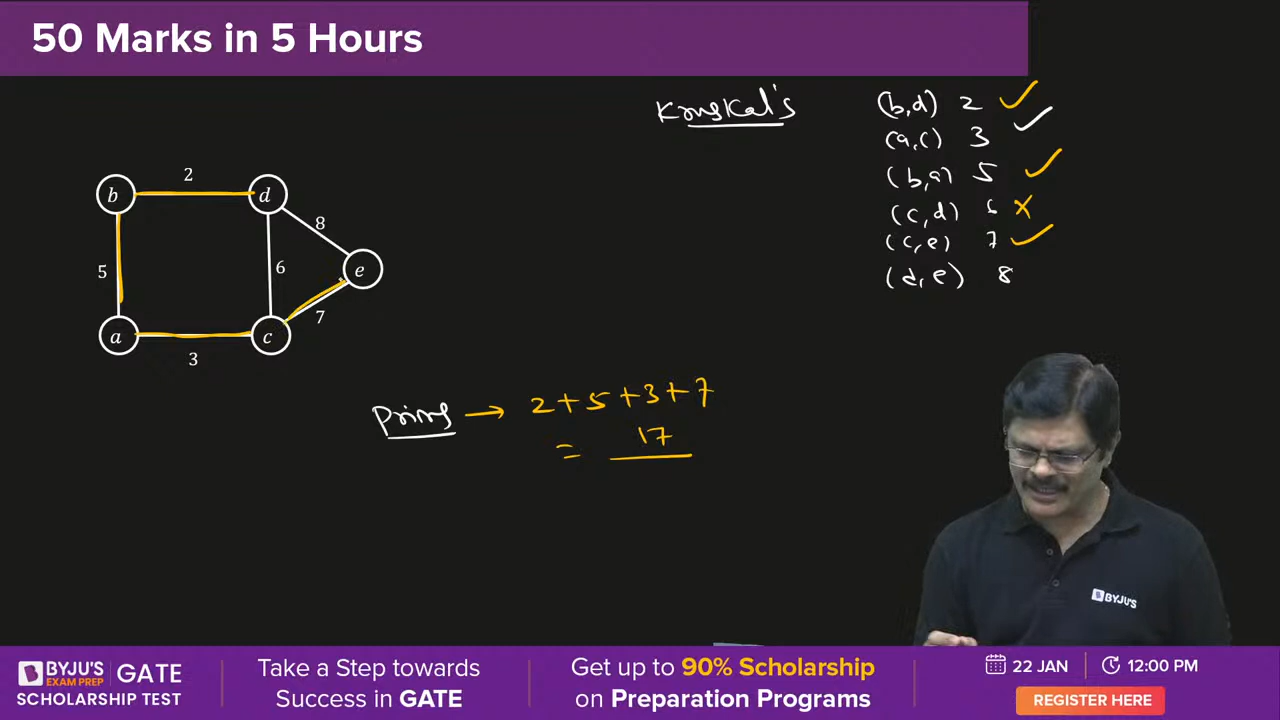 50 Marks in 5 Hours
Kruskal's
(b,d) 2 ✓
(a,c) 3 ✓
(b,a) 5 ✓
(c,d) 6 ✗
(c,e) 7 ✓
(d,e) 8
2
b
d
8
5
6
e
7
a
c
3
Prims → 2+5+3+7
= 17
BYJU'S
BYJU'S EXAM PREP GATE
SCHOLARSHIP TEST
Take a Step towards
Success in GATE
Get up to 90% Scholarship
on Preparation Programs
22 JAN
12:00 PM
REGISTER HERE